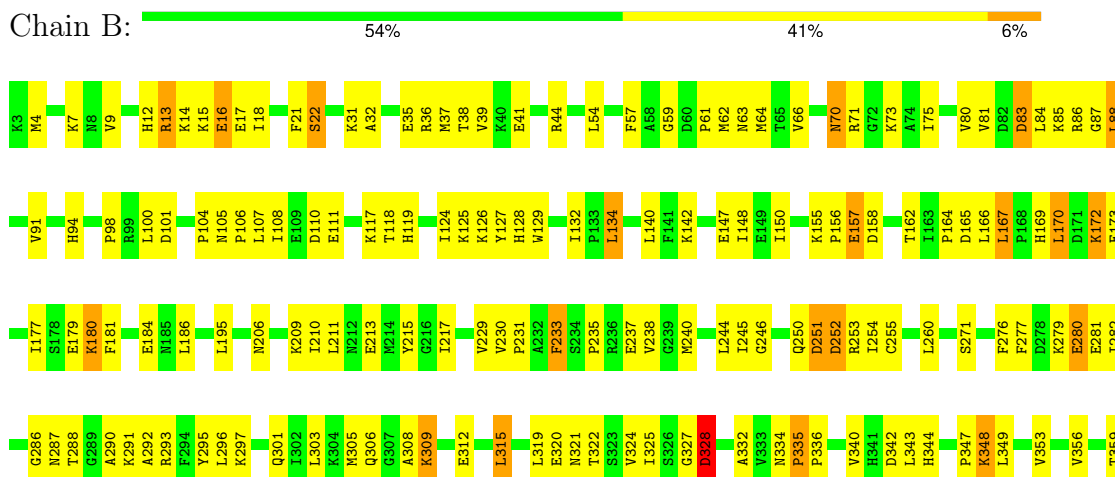 Chain B:
54% 41% 6%
K3 M4 K7 N8 V9 H12 R13 K14 K15 E16 E17 I18 F21 S22 K31 A32 E35 R36 M37 T38 V39 K40 E41 R44 L54 F57 A58 G59 D60 P61 M62 N63 M64 T65 V66 N70 R71 G72 K73 A74 I75 V80 V81 D82 D83 L84 K85 R86 G87 L88
V91 H94 P98 R99 L100 D101 P104 N105 P106 L107 I108 E109 D110 E111 K117 T118 H119 I124 K125 K126 Y127 H128 W129 I132 P133 L134 L140 F141 K142 E147 I148 E149 I150 K155 P156 E157 D158 T162 I163 P164 D165 L166 L167 P168 H169 L170 D171 K172
I177 S178 E179 K180 F181 E184 N185 L186 L195 N206 K209 I210 L211 N212 E213 M214 Y215 G216 I217 V229 V230 P231 A232 F233 S234 P235 R236 E237 V238 G239 M240 L244 I245 G246 Q250 D251 D252 R253 I254 C255 L260 S271 F276 P277 D278 K279 E280 E281
G286 N287 T288 G289 A290 K291 A292 R293 F294 Y295 L296 K297 Q301 I302 L303 K304 M305 Q306 G307 A308 K309 E312 L315 L319 E320 N321 T322 S323 V324 I325 S326 G327 D328 A332 V333 N334 P335 P336 V340 H341 D342 L343 H344 P347 K348 L349 V353 V356 T359